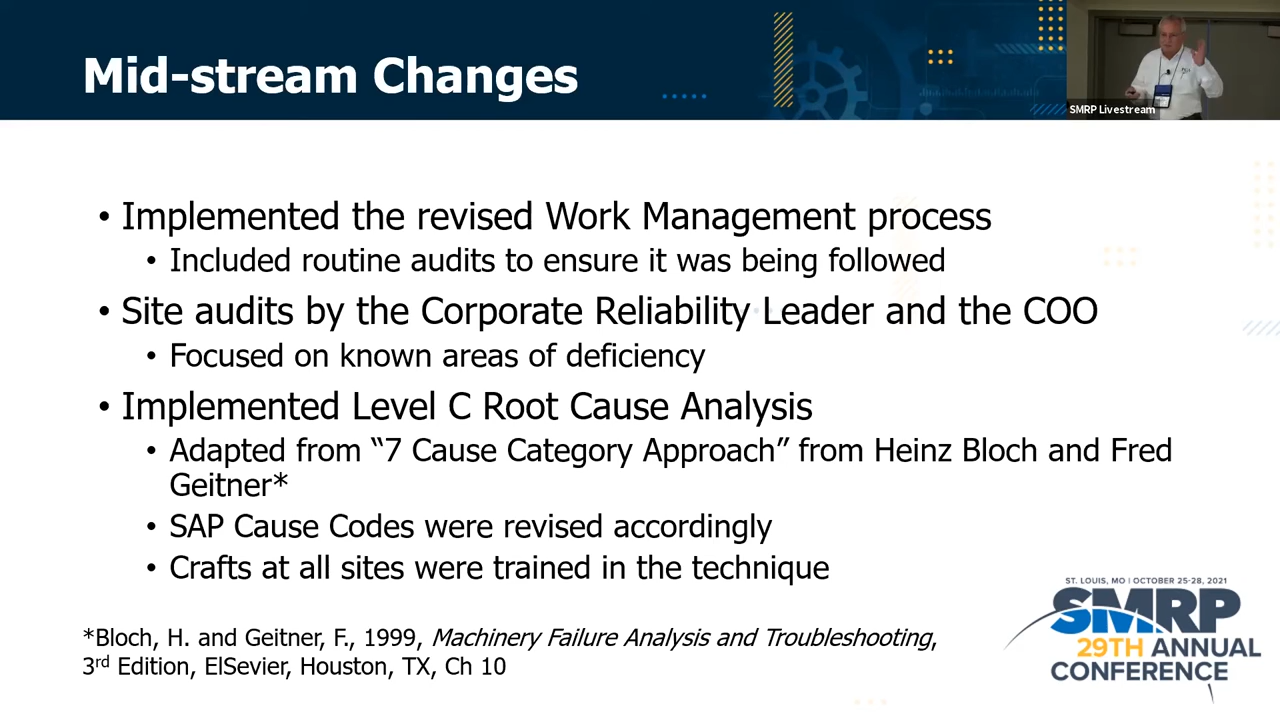 Mid-stream Changes
SMRP Livestream
• Implemented the revised Work Management process
• Included routine audits to ensure it was being followed
• Site audits by the Corporate Reliability Leader and the COO
• Focused on known areas of deficiency
• Implemented Level C Root Cause Analysis
• Adapted from “7 Cause Category Approach” from Heinz Bloch and Fred
Geitner*
• SAP Cause Codes were revised accordingly
• Crafts at all sites were trained in the technique
*Bloch, H. and Geitner, F., 1999, Machinery Failure Analysis and Troubleshooting,
3rd Edition, ElSevier, Houston, TX, Ch 10
ST. LOUIS, MO | OCTOBER 25-28, 2021
SMRP
29TH ANNUAL
CONFERENCE